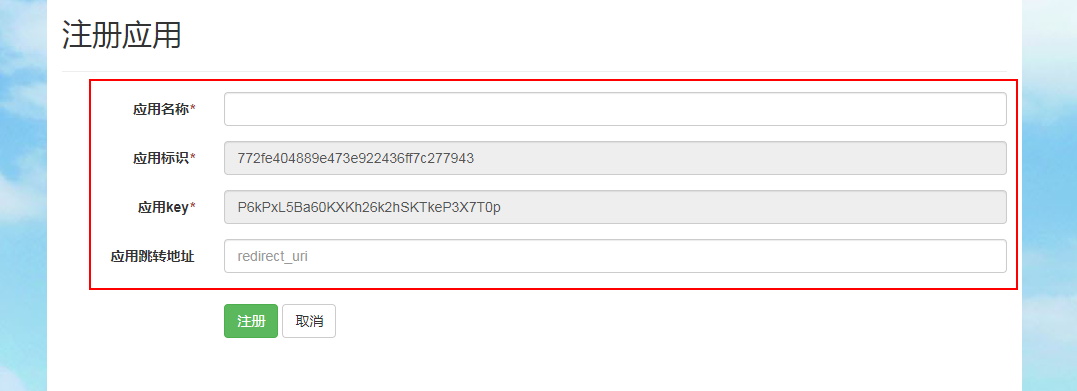 注册应用
应用名称*
应用标识* 772fe404889e473e922436ff7c277943
应用key* P6kPxL5Ba60KXKh26k2hSKTkeP3X7T0p
应用跳转地址 redirect_uri
注册 取消